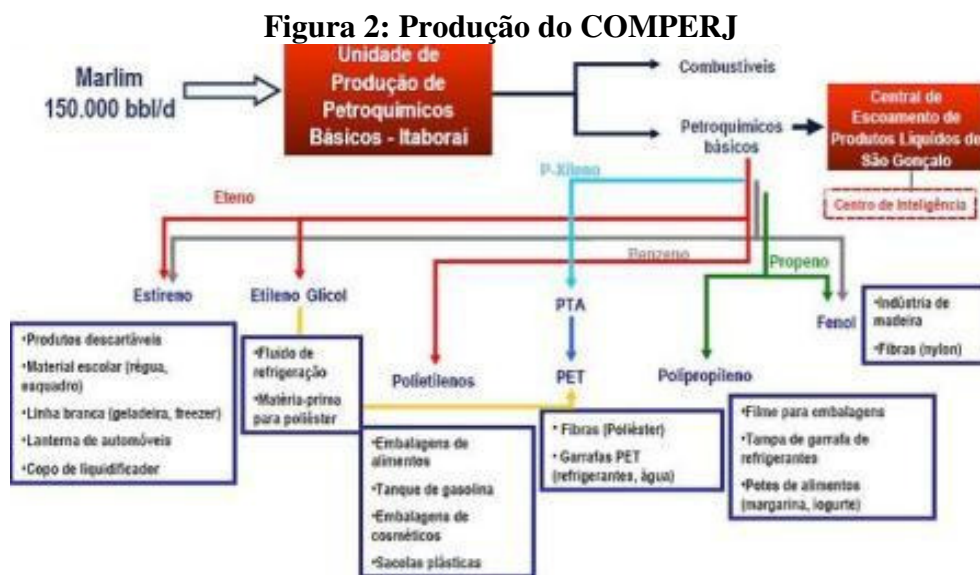 Figura 2: Produção do COMPERJ
Marlim
150.000 bbl/d
Unidade de
Produção de
Petroquímicos
Básicos - Itaboraí
Combustíveis
Petroquímicos
básicos
Central de
Escoamento de
Produtos Líquidos de
São Gonçalo
Centro de Inteligência
Eteno
P-Xileno
Benzeno
Propeno
Estireno
Etileno Glicol
PTA
Fenol
Polietilenos
PET
Polipropileno
•Produtos descartáveis
•Material escolar (régua,
esquadro)
•Linha branca (geladeira, freezer)
•Lanterna de automóveis
•Copo de liquidificador
•Fluido de
refrigeração
•Matéria-prima
para poliéster
•Embalagens de
alimentos
•Tanque de gasolina
•Embalagens de
cosméticos
•Sacolas plásticas
• Fibras (Poliéster)
• Garrafas PET
(refrigerantes, água)
•Filme para embalagens
•Tampa de garrafa de
refrigerantes
•Potes de alimentos
(margarina, iogurte)
•Indústria de
madeira
•Fibras (nylon)